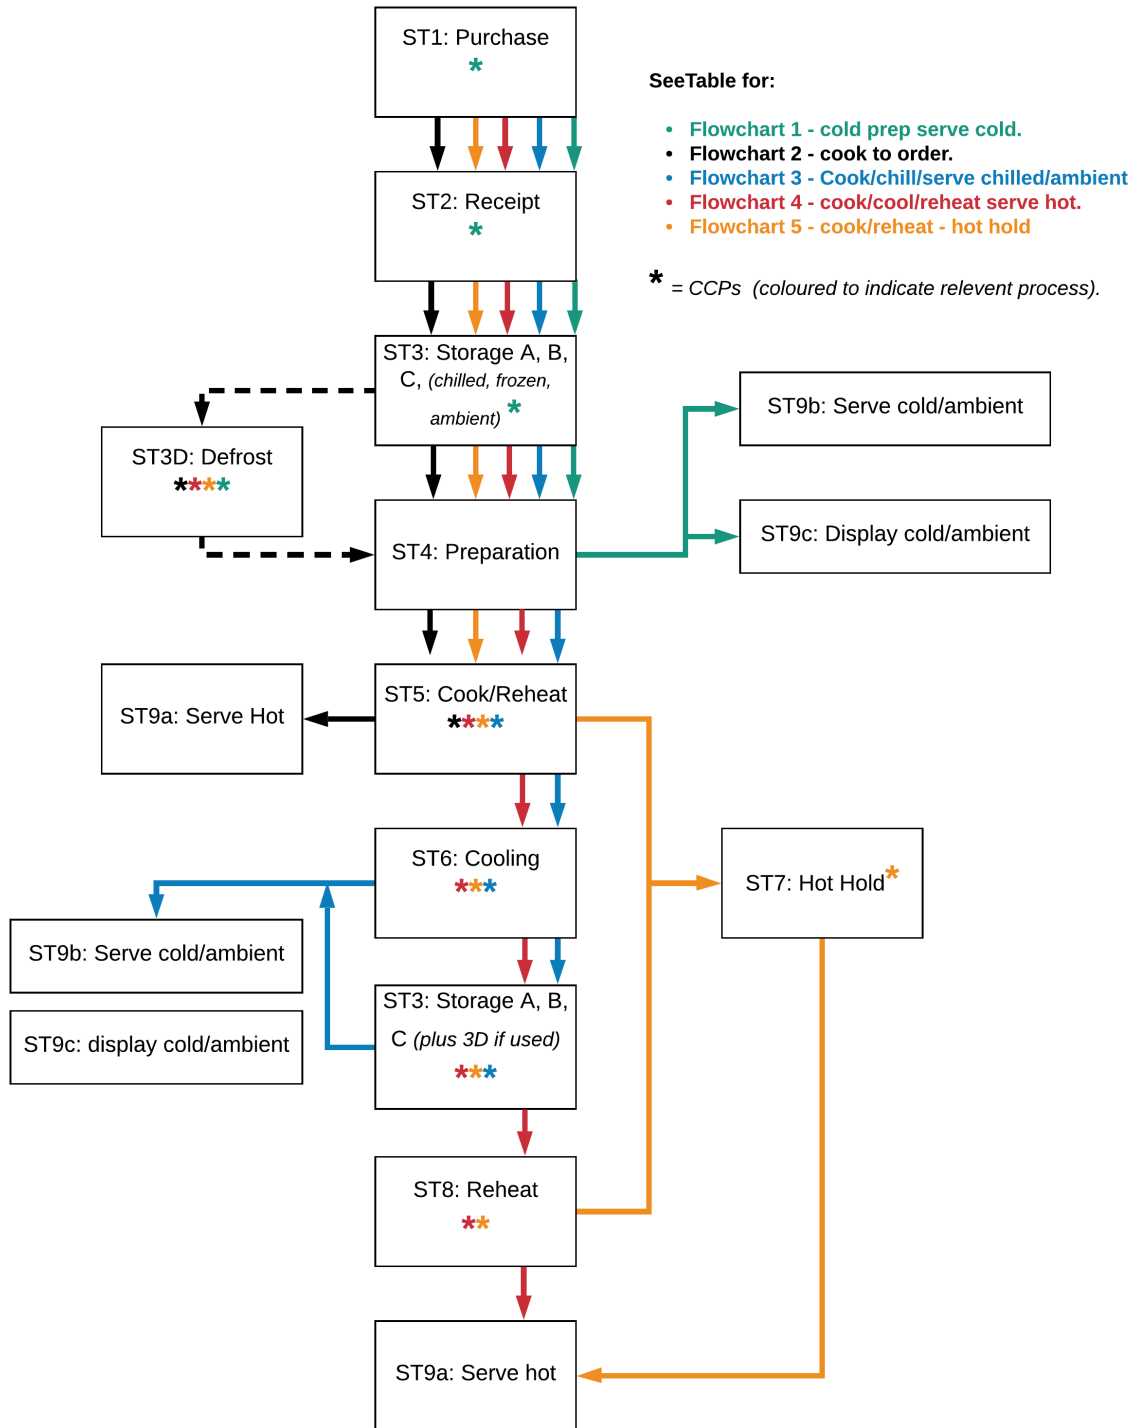 ST1: Purchase
*
SeeTable for:
• Flowchart 1 - cold prep serve cold.
• Flowchart 2 - cook to order.
• Flowchart 3 - Cook/chill/serve chilled/ambient
• Flowchart 4 - cook/cool/reheat serve hot.
• Flowchart 5 - cook/reheat - hot hold
* = CCPs (coloured to indicate relevent process).
ST2: Receipt
*
ST3: Storage A, B,
C, (chilled, frozen,
ambient) *
ST3D: Defrost
****
ST4: Preparation
ST9b: Serve cold/ambient
ST9c: Display cold/ambient
ST5: Cook/Reheat
****
ST9a: Serve Hot
ST6: Cooling
***
ST7: Hot Hold*
ST9b: Serve cold/ambient
ST9c: display cold/ambient
ST3: Storage A, B,
C (plus 3D if used)
***
ST8: Reheat
**
ST9a: Serve hot